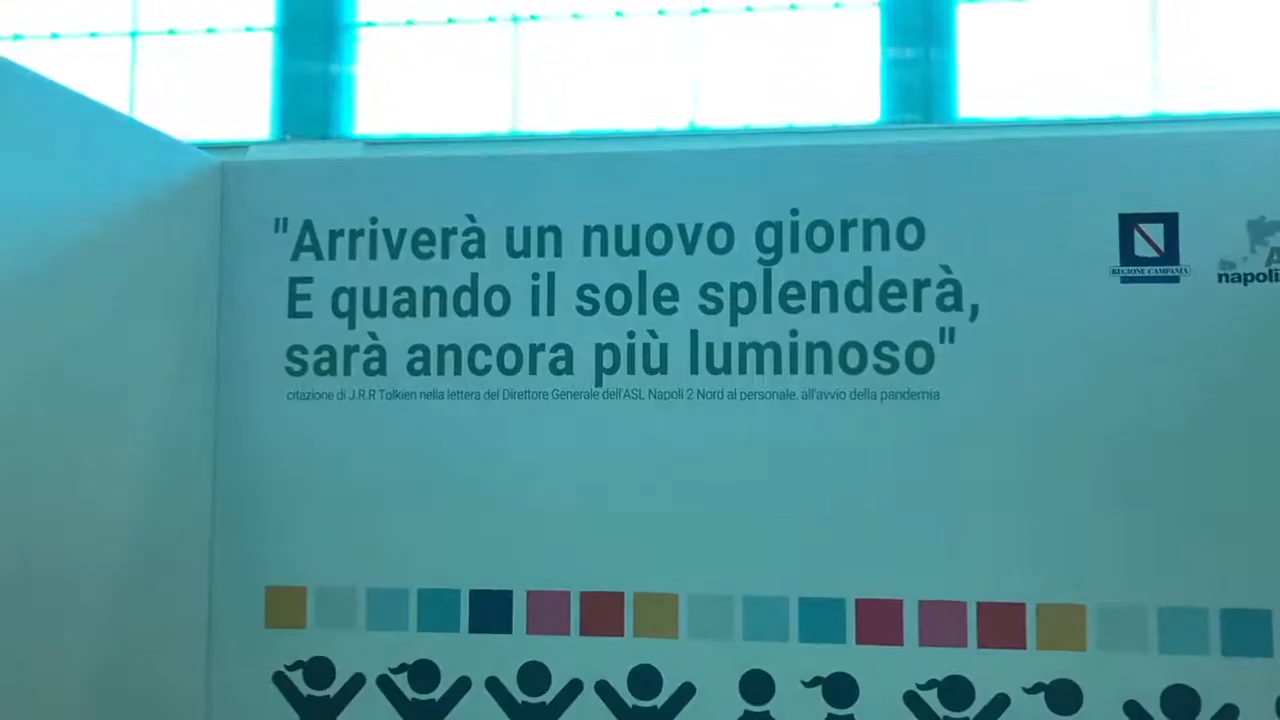 "Arriverà un nuovo giorno
E quando il sole splenderà,
sarà ancora più luminoso"
citazione di J.R.R Tolkien nella lettera del Direttore Generale dell'ASL Napoli 2 Nord al personale, all'avvio della pandemia
REGIONE CAMPANIA
napoli